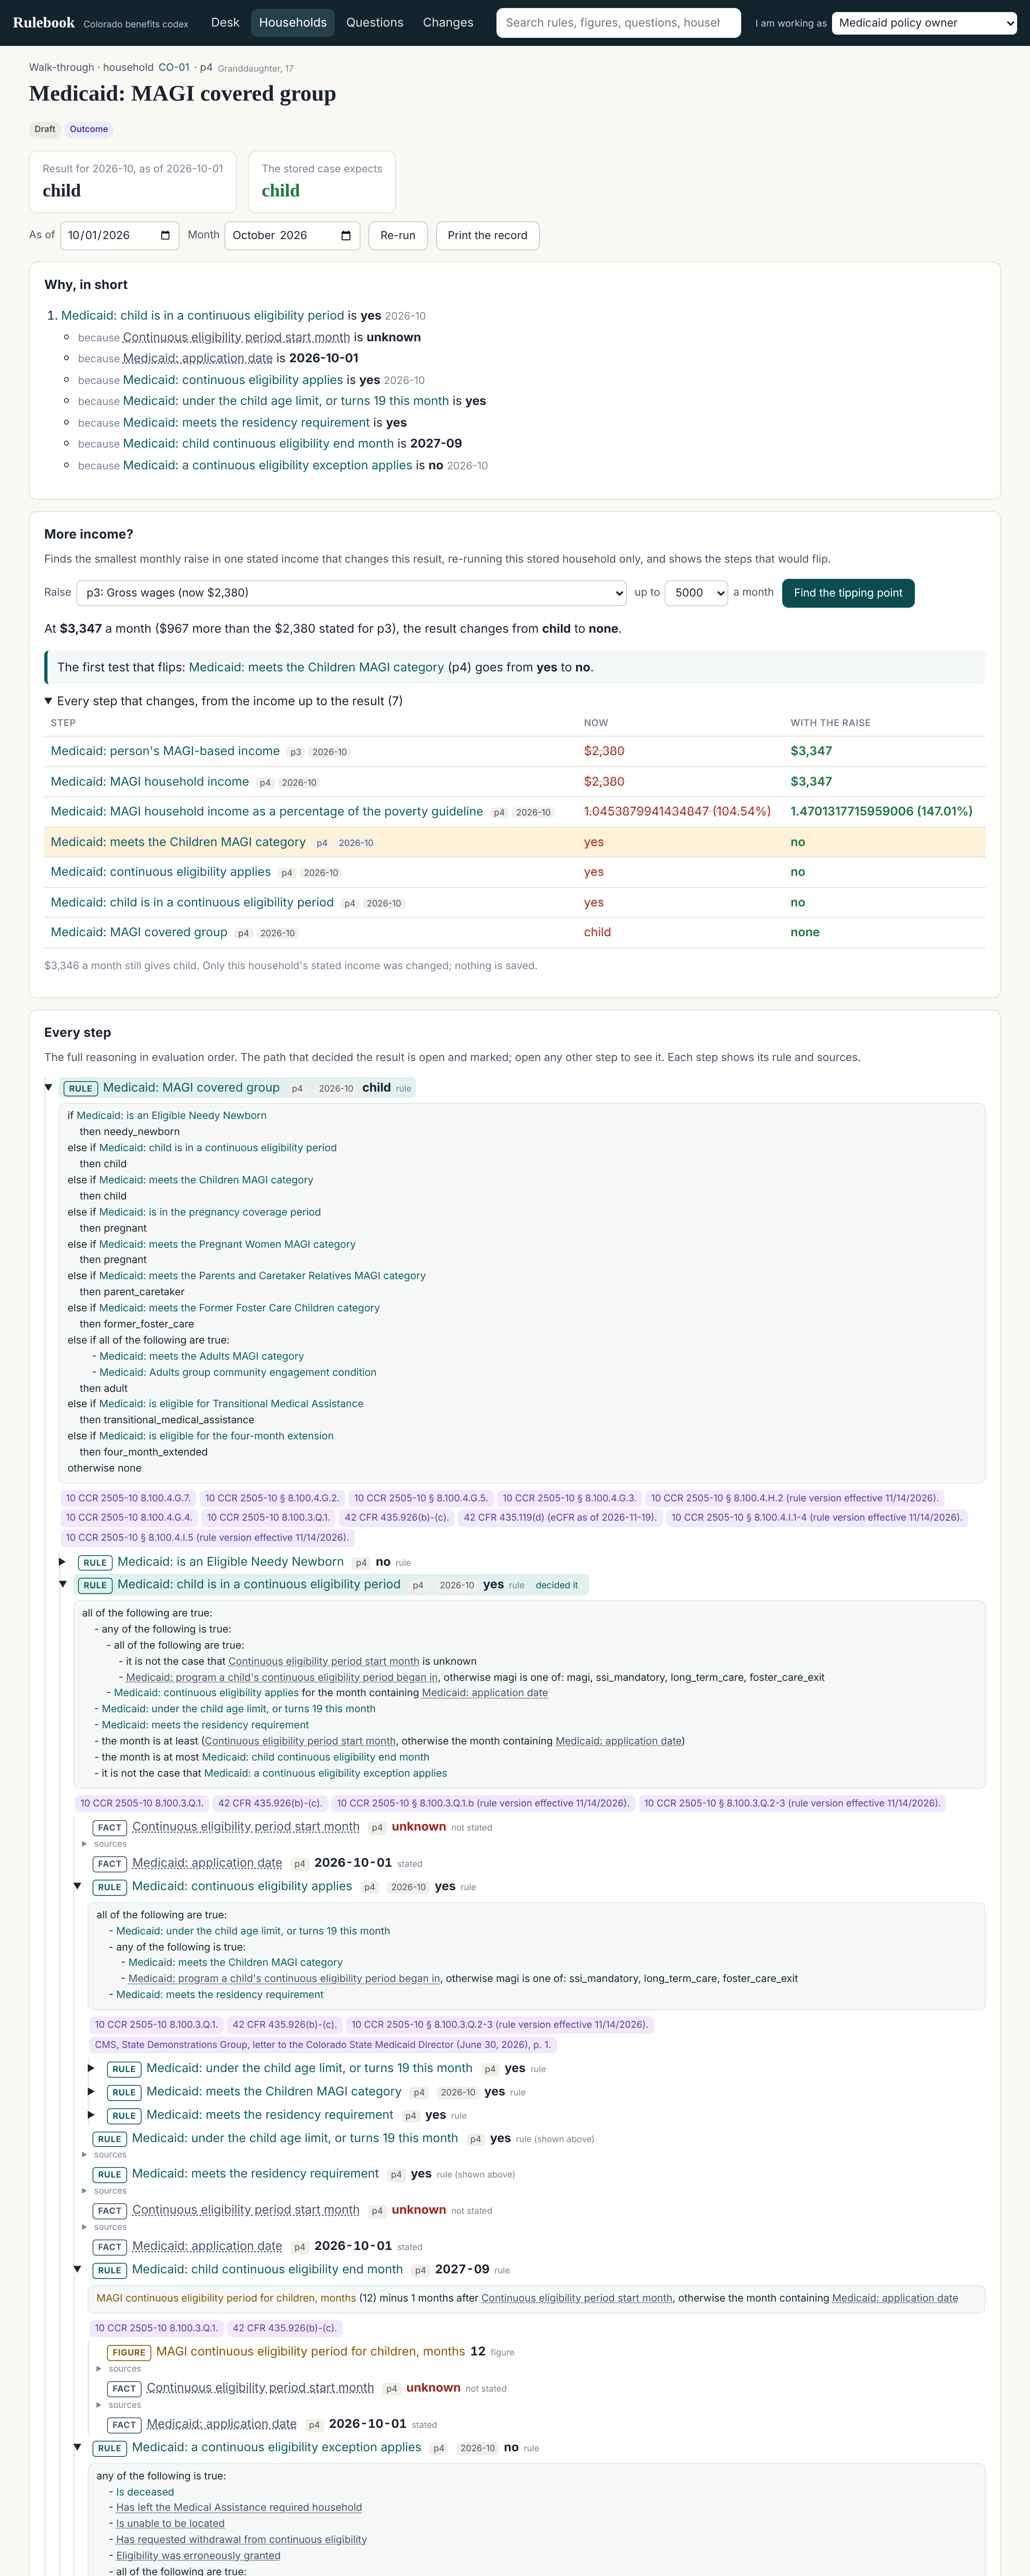 Rulebook Colorado benefits codex Desk Households Questions Changes Search rules, figures, questions, househ I am working as Medicaid policy owner
Walk-through · household CO-01 · p4 Granddaughter, 17
Medicaid: MAGI covered group
Draft Outcome
Result for 2026-10, as of 2026-10-01
child
The stored case expects
child
As of 10/01/2026 Month October 2026 Re-run Print the record
Why, in short
1. Medicaid: child is in a continuous eligibility period is yes 2026-10
because Continuous eligibility period start month is unknown
because Medicaid: application date is 2026-10-01
because Medicaid: continuous eligibility applies is yes 2026-10
because Medicaid: under the child age limit, or turns 19 this month is yes
because Medicaid: meets the residency requirement is yes
because Medicaid: child continuous eligibility end month is 2027-09
because Medicaid: a continuous eligibility exception applies is no 2026-10
More income?
Finds the smallest monthly raise in one stated income that changes this result, re-running this stored household only, and shows the steps that would flip.
Raise p3: Gross wages (now $2,380) up to 5000 a month Find the tipping point
At $3,347 a month ($967 more than the $2,380 stated for p3), the result changes from child to none.
The first test that flips: Medicaid: meets the Children MAGI category (p4) goes from yes to no.
▼ Every step that changes, from the income up to the result (7)
STEP NOW WITH THE RAISE
Medicaid: person's MAGI-based income p3 2026-10 $2,380 $3,347
Medicaid: MAGI household income p4 2026-10 $2,380 $3,347
Medicaid: MAGI household income as a percentage of the poverty guideline p4 2026-10 1.0453879941434847 (104.54%) 1.4701317715959006 (147.01%)
Medicaid: meets the Children MAGI category p4 2026-10 yes no
Medicaid: continuous eligibility applies p4 2026-10 yes no
Medicaid: child is in a continuous eligibility period p4 2026-10 yes no
Medicaid: MAGI covered group p4 2026-10 child none
$3,346 a month still gives child. Only this household's stated income was changed; nothing is saved.
Every step
The full reasoning in evaluation order. The path that decided the result is open and marked; open any other step to see it. Each step shows its rule and sources.
▼ RULE Medicaid: MAGI covered group p4 2026-10 child rule
if Medicaid: is an Eligible Needy Newborn
then needy_newborn
else if Medicaid: child is in a continuous eligibility period
then child
else if Medicaid: meets the Children MAGI category
then child
else if Medicaid: is in the pregnancy coverage period
then pregnant
else if Medicaid: meets the Pregnant Women MAGI category
then pregnant
else if Medicaid: meets the Parents and Caretaker Relatives MAGI category
then parent_caretaker
else if Medicaid: meets the Former Foster Care Children category
then former_foster_care
else if all of the following are true:
- Medicaid: meets the Adults MAGI category
- Medicaid: Adults group community engagement condition
then adult
else if Medicaid: is eligible for Transitional Medical Assistance
then transitional_medical_assistance
else if Medicaid: is eligible for the four-month extension
then four_month_extended
otherwise none
10 CCR 2505-10 8.100.4.G.7. 10 CCR 2505-10 § 8.100.4.G.2. 10 CCR 2505-10 § 8.100.4.G.5. 10 CCR 2505-10 § 8.100.4.G.3. 10 CCR 2505-10 § 8.100.4.H.2 (rule version effective 11/14/2026).
10 CCR 2505-10 8.100.4.G.4. 10 CCR 2505-10 8.100.3.Q.1. 42 CFR 435.926(b)-(c). 42 CFR 435.119(d) (eCFR as of 2026-11-19). 10 CCR 2505-10 § 8.100.4.I.1-4 (rule version effective 11/14/2026).
10 CCR 2505-10 § 8.100.4.I.5 (rule version effective 11/14/2026).
▶ RULE Medicaid: is an Eligible Needy Newborn p4 no rule
▼ RULE Medicaid: child is in a continuous eligibility period p4 2026-10 yes rule decided it
all of the following are true:
- any of the following is true:
- all of the following are true:
- it is not the case that Continuous eligibility period start month is unknown
- Medicaid: program a child's continuous eligibility period began in, otherwise magi is one of: magi, ssi_mandatory, long_term_care, foster_care_exit
- Medicaid: continuous eligibility applies for the month containing Medicaid: application date
- Medicaid: under the child age limit, or turns 19 this month
- Medicaid: meets the residency requirement
- the month is at least (Continuous eligibility period start month, otherwise the month containing Medicaid: application date)
- the month is at most Medicaid: child continuous eligibility end month
- it is not the case that Medicaid: a continuous eligibility exception applies
10 CCR 2505-10 8.100.3.Q.1. 42 CFR 435.926(b)-(c). 10 CCR 2505-10 § 8.100.3.Q.1.b (rule version effective 11/14/2026). 10 CCR 2505-10 § 8.100.3.Q.2-3 (rule version effective 11/14/2026).
FACT Continuous eligibility period start month p4 unknown not stated
▶ sources
FACT Medicaid: application date p4 2026-10-01 stated
▼ RULE Medicaid: continuous eligibility applies p4 2026-10 yes rule
all of the following are true:
- Medicaid: under the child age limit, or turns 19 this month
- any of the following is true:
- Medicaid: meets the Children MAGI category
- Medicaid: program a child's continuous eligibility period began in, otherwise magi is one of: ssi_mandatory, long_term_care, foster_care_exit
- Medicaid: meets the residency requirement
10 CCR 2505-10 8.100.3.Q.1. 42 CFR 435.926(b)-(c). 10 CCR 2505-10 § 8.100.3.Q.2-3 (rule version effective 11/14/2026).
CMS, State Demonstrations Group, letter to the Colorado State Medicaid Director (June 30, 2026), p. 1.
▶ RULE Medicaid: under the child age limit, or turns 19 this month p4 yes rule
▶ RULE Medicaid: meets the Children MAGI category p4 2026-10 yes rule
▶ RULE Medicaid: meets the residency requirement p4 yes rule
RULE Medicaid: under the child age limit, or turns 19 this month p4 yes rule (shown above)
▶ sources
RULE Medicaid: meets the residency requirement p4 yes rule (shown above)
▶ sources
FACT Continuous eligibility period start month p4 unknown not stated
▶ sources
FACT Medicaid: application date p4 2026-10-01 stated
▼ RULE Medicaid: child continuous eligibility end month p4 2027-09 rule
MAGI continuous eligibility period for children, months (12) minus 1 months after Continuous eligibility period start month, otherwise the month containing Medicaid: application date
10 CCR 2505-10 8.100.3.Q.1. 42 CFR 435.926(b)-(c).
FIGURE MAGI continuous eligibility period for children, months 12 figure
▶ sources
FACT Continuous eligibility period start month p4 unknown not stated
▶ sources
FACT Medicaid: application date p4 2026-10-01 stated
▼ RULE Medicaid: a continuous eligibility exception applies p4 2026-10 no rule
any of the following is true:
- Is deceased
- Has left the Medical Assistance required household
- Is unable to be located
- Has requested withdrawal from continuous eligibility
- Eligibility was erroneously granted
- all of the following are true: